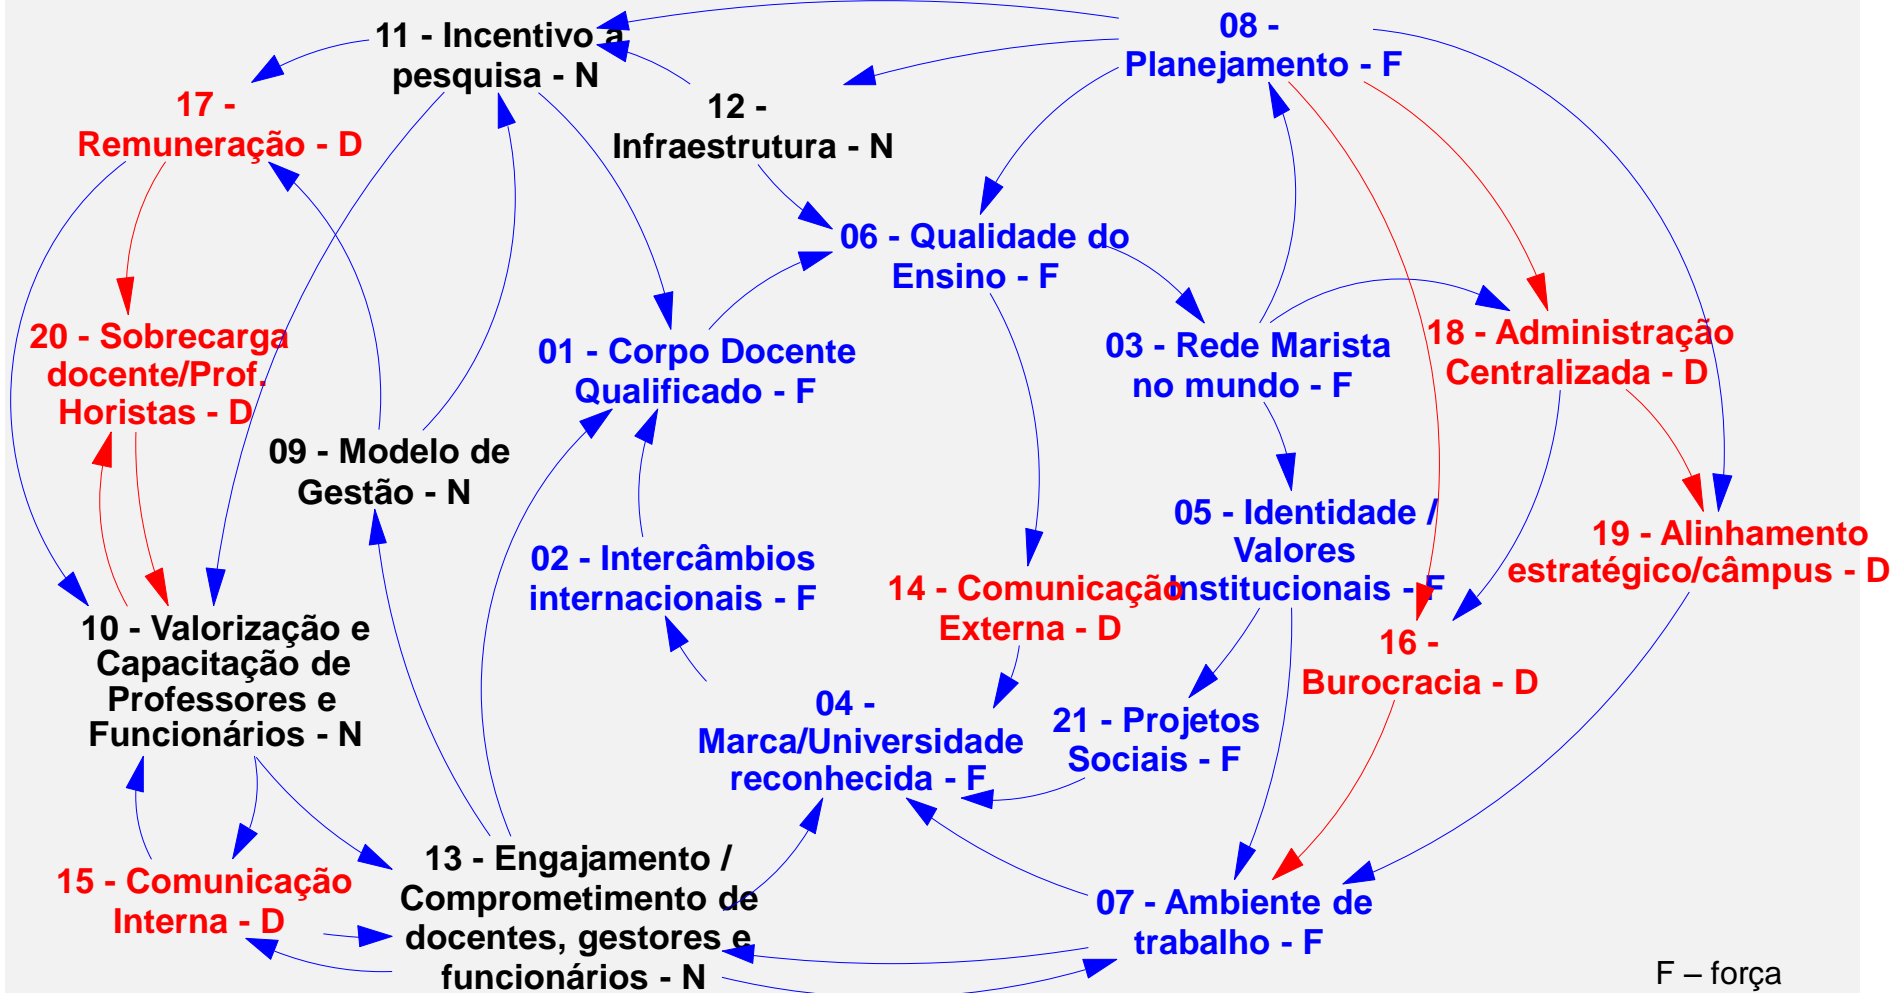 11 - Incentivo à
pesquisa - N
08 -
Planejamento - F
17 -
Remuneração - D
12 -
Infraestrutura - N
06 - Qualidade do
Ensino - F
20 - Sobrecarga
docente/Prof.
Horistas - D
01 - Corpo Docente
Qualificado - F
03 - Rede Marista
no mundo - F
18 - Administração
Centralizada - D
09 - Modelo de
Gestão - N
02 - Intercâmbios
internacionais - F
14 - Comunicação
Externa - D
05 - Identidade /
Valores
Institucionais - F
19 - Alinhamento
estratégico/câmpus - D
10 - Valorização e
Capacitação de
Professores e
Funcionários - N
16 -
Burocracia - D
04 -
Marca/Universidade
reconhecida - F
21 - Projetos
Sociais - F
15 - Comunicação
Interna - D
13 - Engajamento /
Comprometimento de
docentes, gestores e
funcionários - N
07 - Ambiente de
trabalho - F
F – força